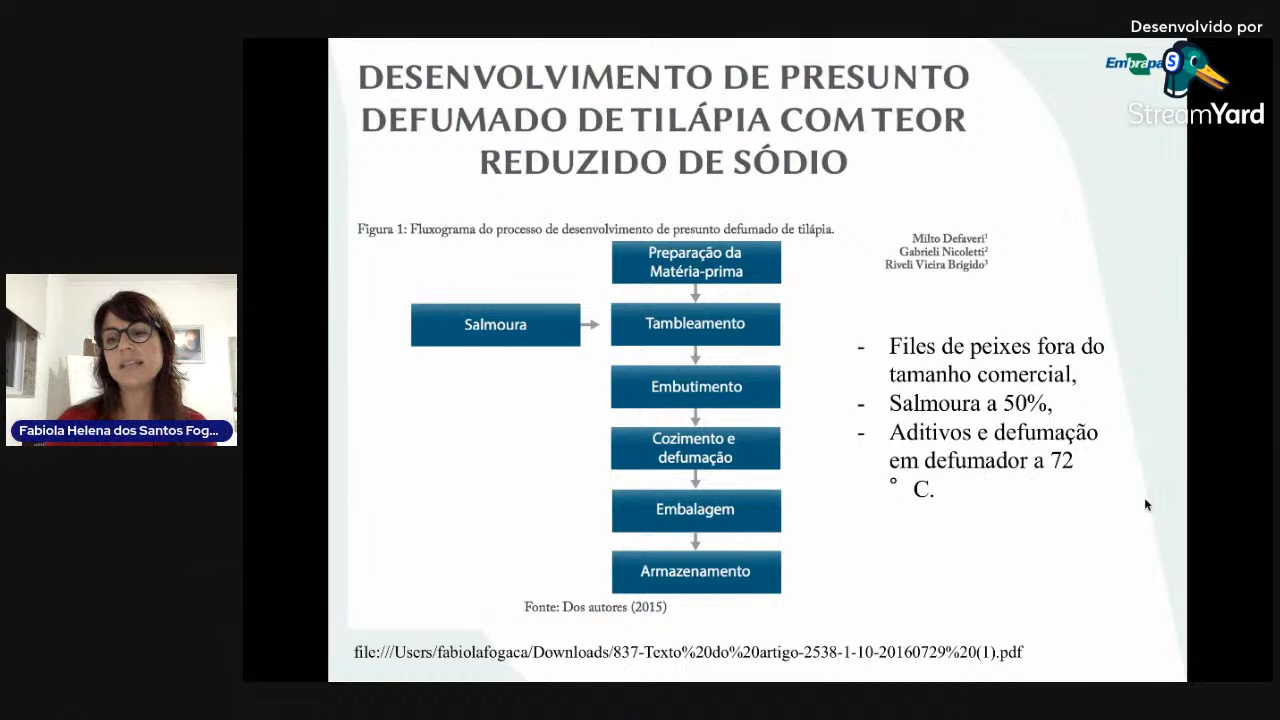 Desenvolvido por
Embrapa
S
StreamYard
DESENVOLVIMENTO DE PRESUNTO
DEFUMADO DE TILÁPIA COM TEOR
REDUZIDO DE SÓDIO
Figura 1: Fluxograma do processo de desenvolvimento de presunto defumado de tilápia.
Milto Defaveri¹
Gabrieli Nicoletti²
Riveli Vieira Brigido³
Preparação da
Matéria-prima
Salmoura
Tambleamento
Embutimento
Cozimento e
defumação
Embalagem
Armazenamento
Fonte: Dos autores (2015)
- Files de peixes fora do
tamanho comercial,
- Salmoura a 50%,
- Aditivos e defumação
em defumador a 72
° C.
file:///Users/fabiolafogaca/Downloads/837-Texto%20do%20artigo-2538-1-10-20160729%20(1).pdf
Fabiola Helena dos Santos Fog...